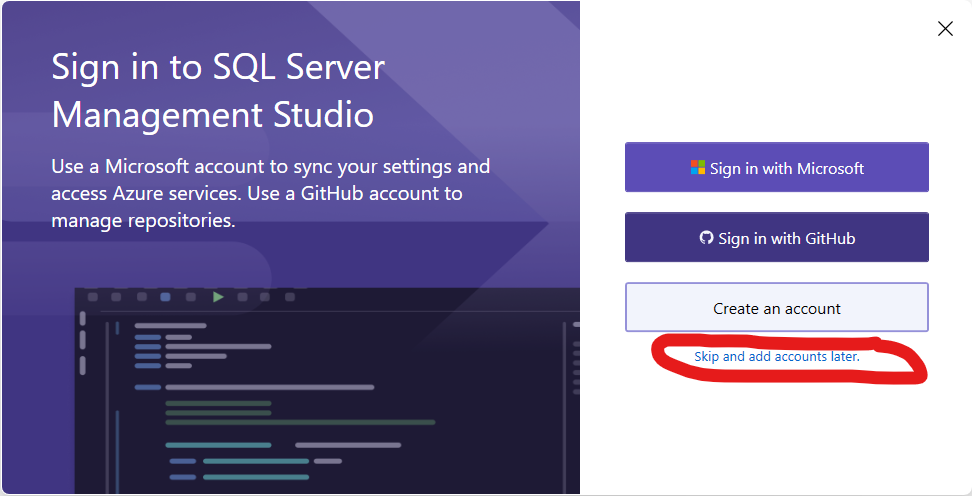 Sign in to SQL Server
Management Studio
Use a Microsoft account to sync your settings and
access Azure services. Use a GitHub account to
manage repositories.
Sign in with Microsoft
Sign in with GitHub
Create an account
Skip and add accounts later.